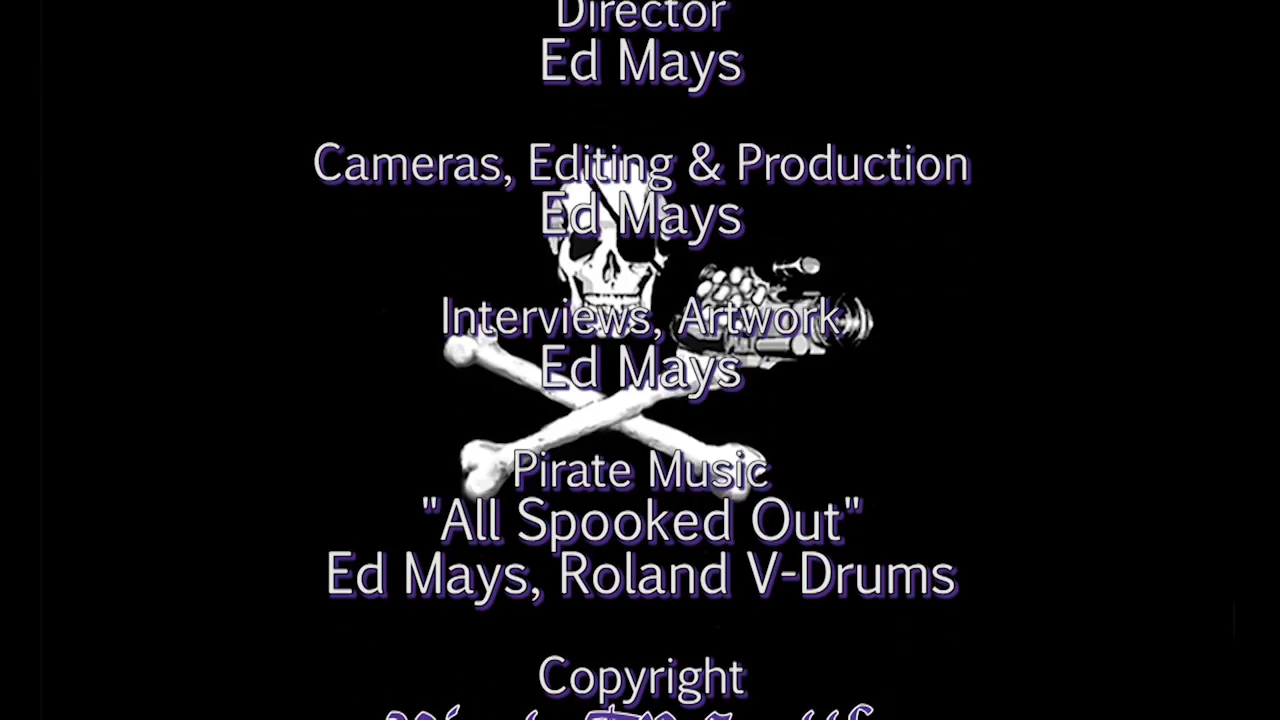 Director
Ed Mays
Cameras, Editing & Production
Ed Mays
Interviews, Artwork
Ed Mays
Pirate Music
"All Spooked Out"
Ed Mays, Roland V-Drums
Copyright